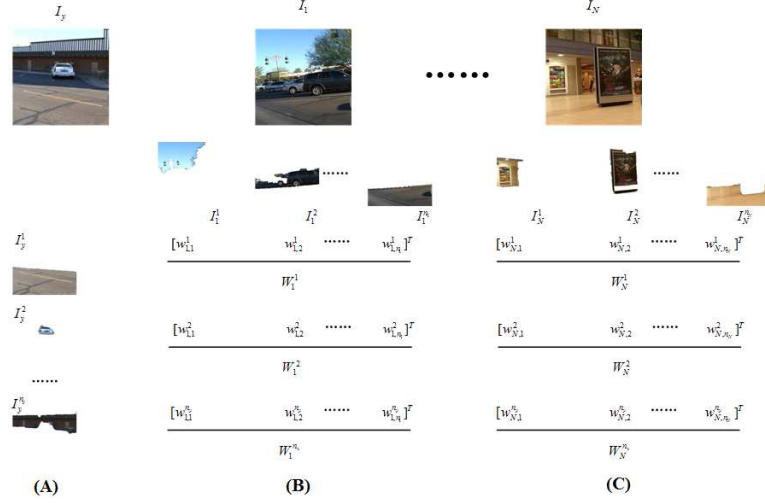 I_y I_1 I_N
......
...... ......
I_1^1 I_1^2 I_1^{n_1} I_N^1 I_N^2 I_N^{n_N}
I_y^1 [w_{1,1}^1 w_{1,2}^1 ...... w_{1,n_1}^1]^T [w_{N,1}^1 w_{N,2}^1 ...... w_{N,n_N}^1]^T
W_1^1 W_N^1
I_y^2 [w_{1,1}^2 w_{1,2}^2 ...... w_{1,n_1}^2]^T [w_{N,1}^2 w_{N,2}^2 ...... w_{N,n_N}^2]^T
W_1^2 W_N^2
......
I_y^{n_y} [w_{1,1}^{n_y} w_{1,2}^{n_y} ...... w_{1,n_1}^{n_y}]^T [w_{N,1}^{n_y} w_{N,2}^{n_y} ...... w_{N,n_N}^{n_y}]^T
W_1^{n_y} W_N^{n_y}
(A) (B) (C)